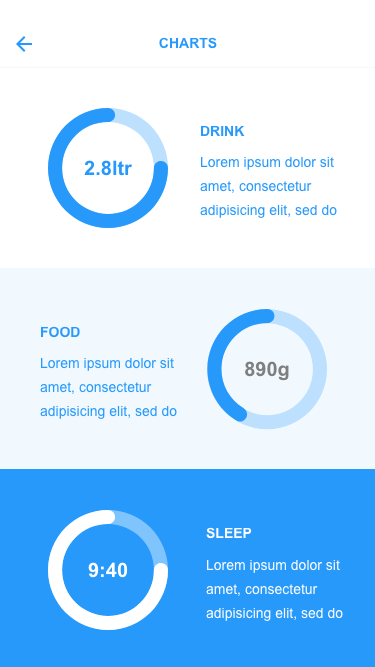 CHARTS
2.8ltr
DRINK
Lorem ipsum dolor sit
amet, consectetur
adipisicing elit, sed do
FOOD
Lorem ipsum dolor sit
amet, consectetur
adipisicing elit, sed do
890g
9:40
SLEEP
Lorem ipsum dolor sit
amet, consectetur
adipisicing elit, sed do